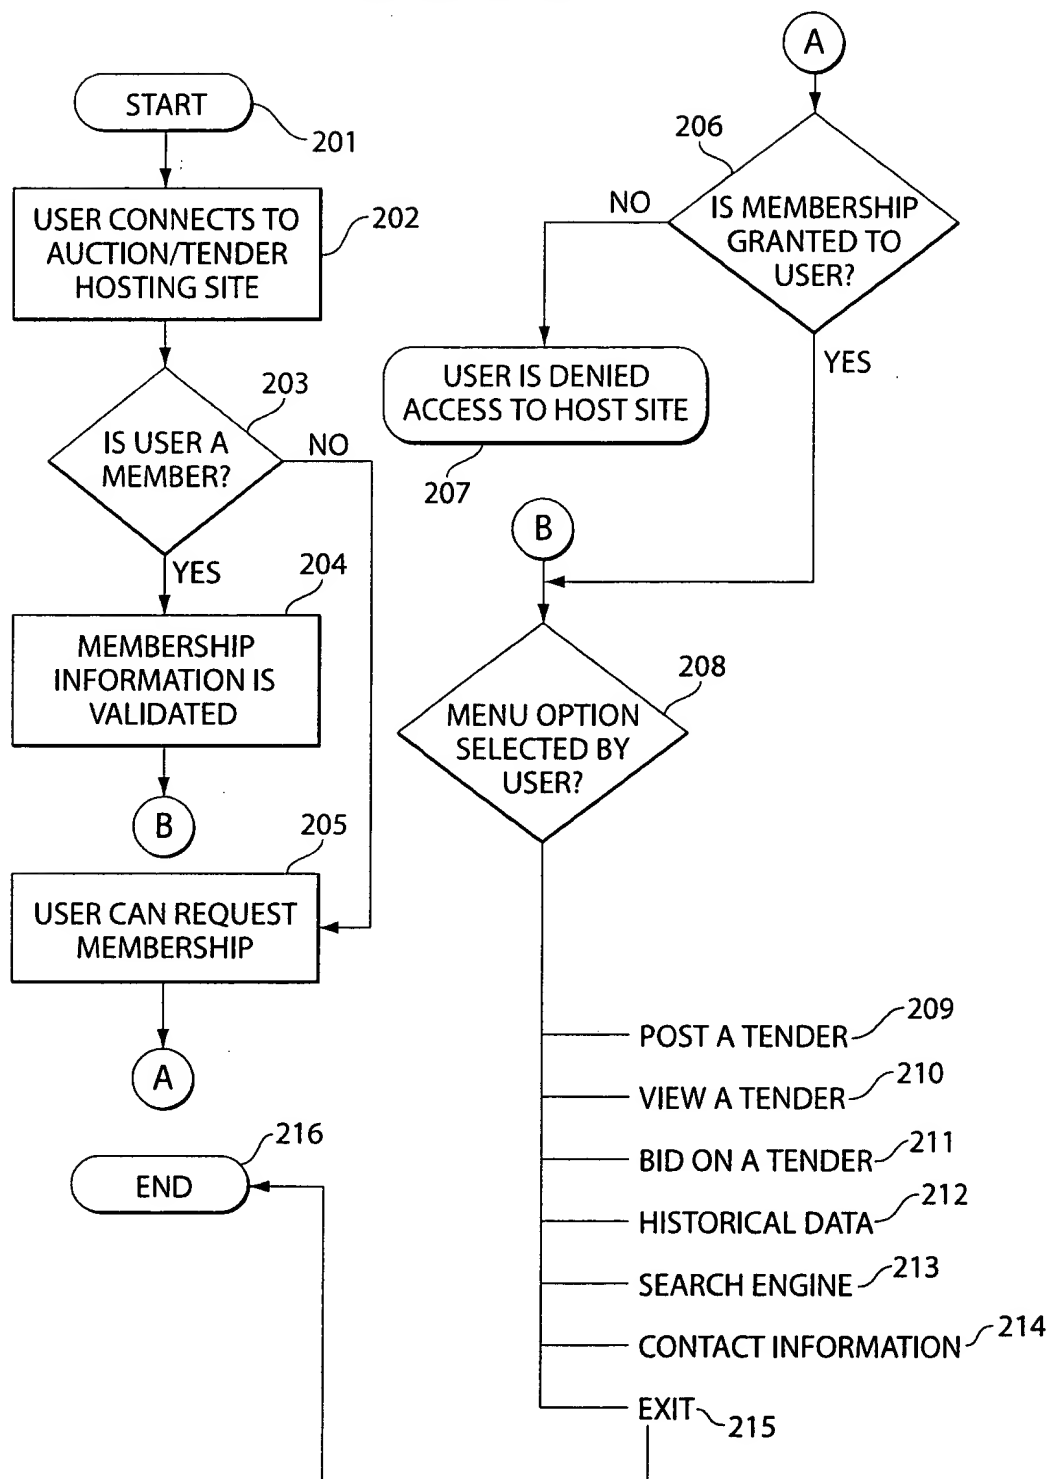 START
201
USER CONNECTS TO
AUCTION/TENDER
HOSTING SITE
202
IS USER A
MEMBER?
203
NO
YES
204
MEMBERSHIP
INFORMATION IS
VALIDATED
B
205
USER CAN REQUEST
MEMBERSHIP
A
216
END
A
206
IS MEMBERSHIP
GRANTED TO
USER?
NO
YES
USER IS DENIED
ACCESS TO HOST SITE
207
B
208
MENU OPTION
SELECTED BY
USER?
POST A TENDER 209
VIEW A TENDER 210
BID ON A TENDER 211
HISTORICAL DATA 212
SEARCH ENGINE 213
CONTACT INFORMATION 214
EXIT 215